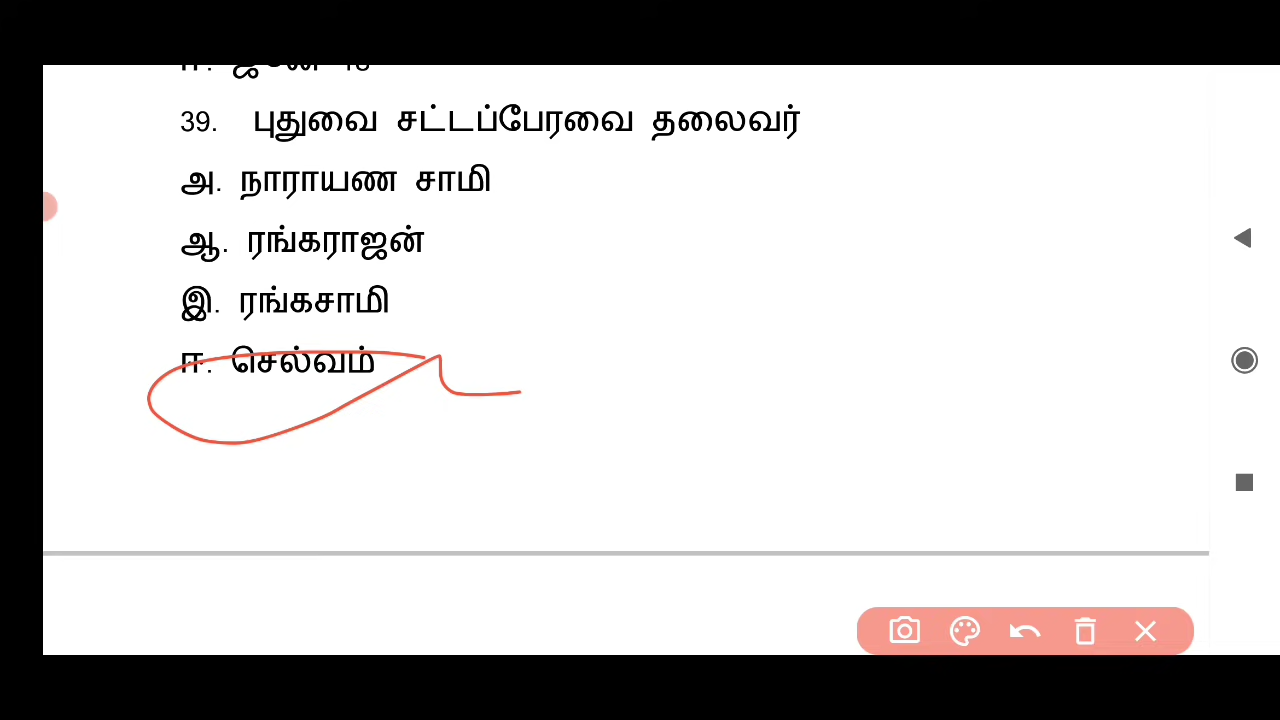 39. புதுவை சட்டப்பேரவை தலைவர்
அ. நாராயண சாமி
ஆ. ரங்கராஜன்
இ. ரங்கசாமி
ஈ. செல்வம்